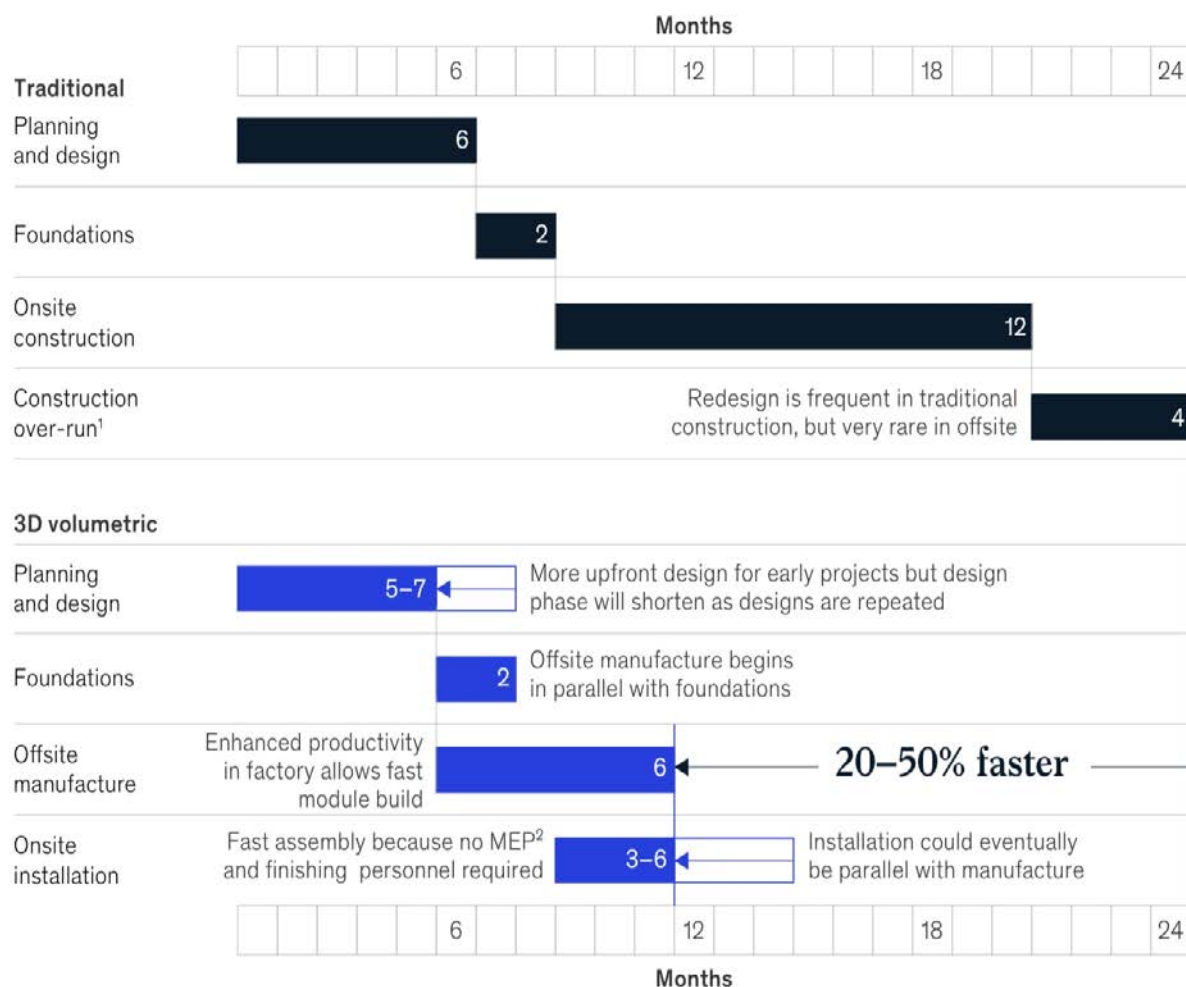 Months
6 12 18 24
Traditional
Planning
and design
6
Foundations
2
Onsite
construction
12
Construction
over-run¹
Redesign is frequent in traditional
construction, but very rare in offsite
4
3D volumetric
Planning
and design
5–7
More upfront design for early projects but design
phase will shorten as designs are repeated
Foundations
2
Offsite manufacture begins
in parallel with foundations
Offsite
manufacture
Enhanced productivity
in factory allows fast
module build
6
20–50% faster
Onsite
installation
Fast assembly because no MEP²
and finishing personnel required
3–6
Installation could eventually
be parallel with manufacture
6 12 18 24
Months